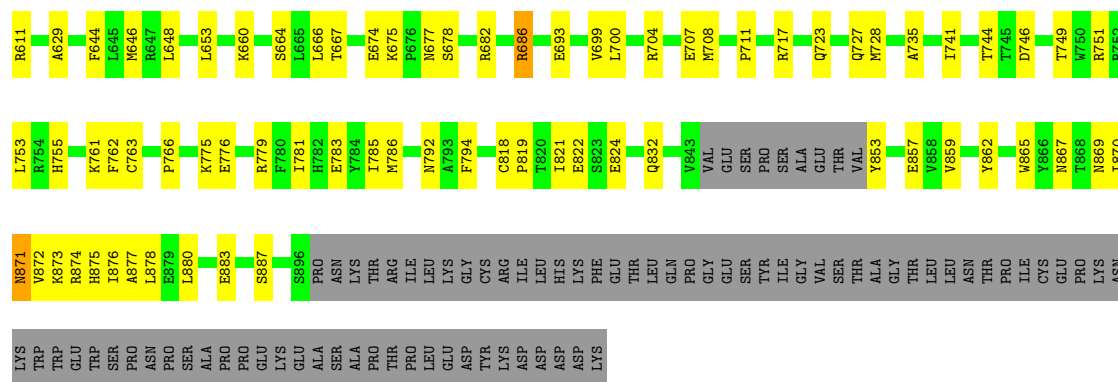 R611 A629 F644 L645 M646 R647 L648 L653 K660 S664 L665 L666 T667 E674 K675 P676 N677 S678 R682 R686 E693 V699 L700 R704 E707 M708 P711 R717 Q723 Q727 M728 A735 I741 T744 T745 D746 T749 W750 R751
L753 R754 H755 K761 F762 C763 P766 K775 E776 R779 F780 I781 H782 E783 Y784 I785 M786 N792 A793 F794 C818 P819 T820 I821 E822 S823 E824 Q832 V843 VAL GLU SER PRO SER ALA GLU THR VAL Y853 E857 V858 V859 Y862 W865 Y866 N867 T868 N869
N871 V872 K873 R874 H875 I876 A877 L878 E879 L880 E883 S887 S896 PRO ASN LYS THR ARG ILE LEU LYS GLY CYS ARG ILE LEU HIS LYS PHE GLU THR LEU GLN PRO GLY GLU SER TYR ILE GLY VAL SER THR ALA GLY THR LEU LEU ASN THR PRO ILE CYS GLU PRO LYS ASN
LYS TRP TRP GLU TRP SER PRO ASN PRO SER ALA PRO PRO GLU LYS GLU ALA SER ALA PRO THR PRO LEU GLU ASP TYR LYS ASP ASP ASP ASP LYS